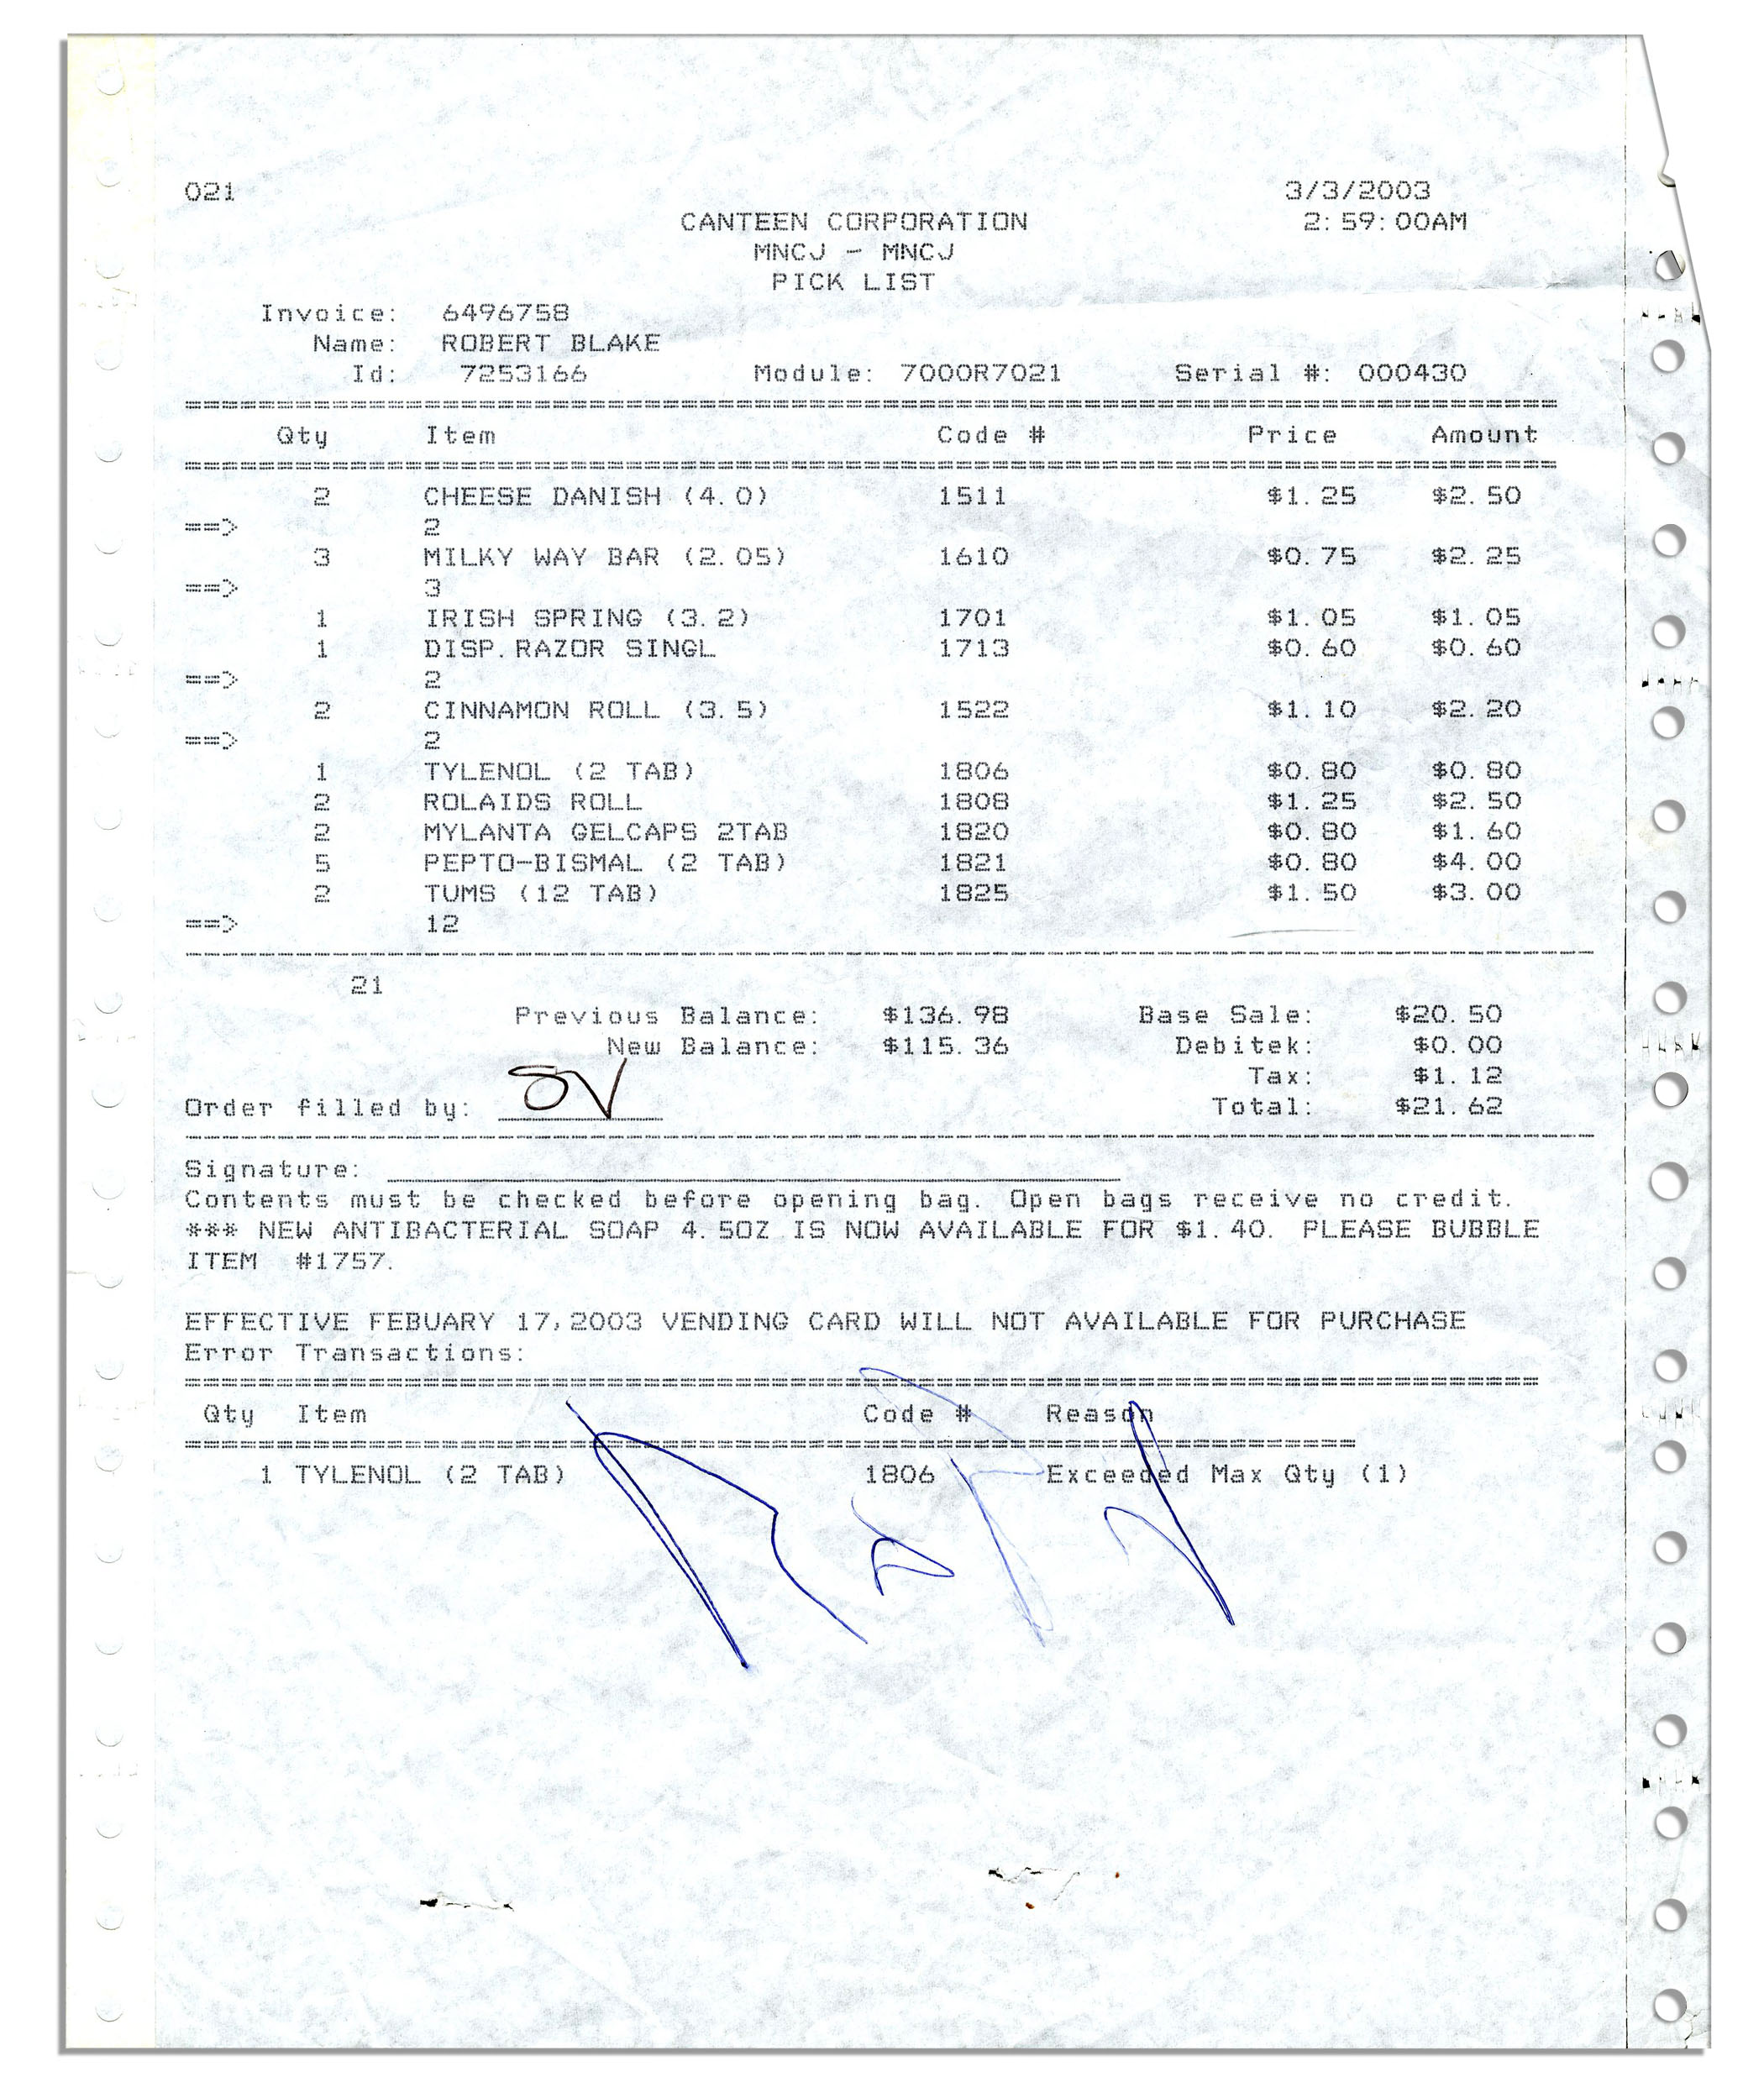 021 3/3/2003
CANTEEN CORPORATION 2:59:00AM
MNCJ - MNCJ
PICK LIST
Invoice: 6496758
Name: ROBERT BLAKE
Id: 7253166 Module: 7000R7021 Serial #: 000430
Qty Item Code # Price Amount
2 CHEESE DANISH (4.0) 1511 $1.25 $2.50
==> 2
3 MILKY WAY BAR (2.05) 1610 $0.75 $2.25
==> 3
1 IRISH SPRING (3.2) 1701 $1.05 $1.05
1 DISP.RAZOR SINGL 1713 $0.60 $0.60
==> 2
2 CINNAMON ROLL (3.5) 1522 $1.10 $2.20
==> 2
1 TYLENOL (2 TAB) 1806 $0.80 $0.80
2 ROLAIDS ROLL 1808 $1.25 $2.50
2 MYLANTA GELCAPS 2TAB 1820 $0.80 $1.60
5 PEPTO-BISMAL (2 TAB) 1821 $0.80 $4.00
2 TUMS (12 TAB) 1825 $1.50 $3.00
==> 12
21
Previous Balance: $136.98 Base Sale: $20.50
New Balance: $115.36 Debitek: $0.00
Tax: $1.12
Order filled by: Total: $21.62
Signature:
Contents must be checked before opening bag. Open bags receive no credit.
*** NEW ANTIBACTERIAL SOAP 4.5OZ IS NOW AVAILABLE FOR $1.40. PLEASE BUBBLE
ITEM #1757.
EFFECTIVE FEBUARY 17,2003 VENDING CARD WILL NOT AVAILABLE FOR PURCHASE
Error Transactions:
Qty Item Code # Reason
1 TYLENOL (2 TAB) 1806 Exceeded Max Qty (1)